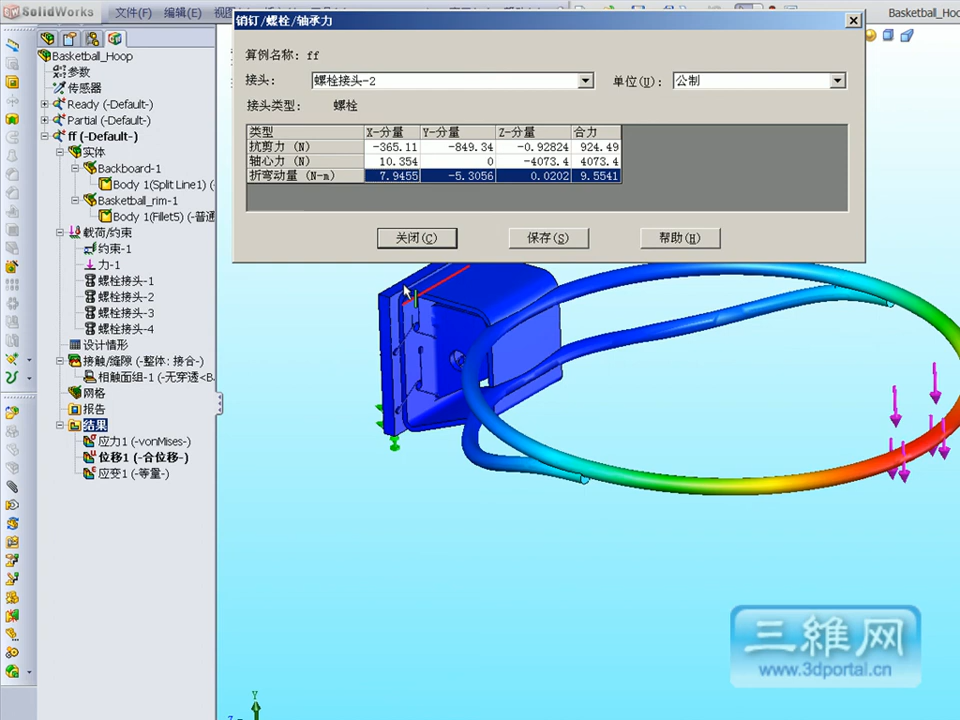 SolidWorks
文件(F)
编辑(E)
Basketball_Hoo
销钉/螺栓/轴承力
算例名称: ff
接头: 螺栓接头-2 单位(U): 公制
接头类型: 螺栓
类型 X-分量 Y-分量 Z-分量 合力
抗剪力 (N) -365.11 -849.34 -0.92824 924.49
轴心力 (N) 10.354 0 -4073.4 4073.4
折弯动量 (N-m) 7.9455 -5.3056 0.0202 9.5541
关闭(C) 保存(S) 帮助(H)
Basketball_Hoop
参数
传感器
Ready (-Default-)
Partial (-Default-)
ff (-Default-)
实体
Backboard-1
Body 1(Split Line1) (-
Basketball_rim-1
Body 1(Fillet5) (-普通
载荷/约束
约束-1
力-1
螺栓接头-1
螺栓接头-2
螺栓接头-3
螺栓接头-4
设计情形
接触/缝隙 (-整体: 接合-)
相触面组-1 (-无穿透<B
网格
报告
结果
应力1 (-vonMises-)
位移1 (-合位移-)
应变1 (-等量-)
三維网
www.3dportal.cn
Y
Z